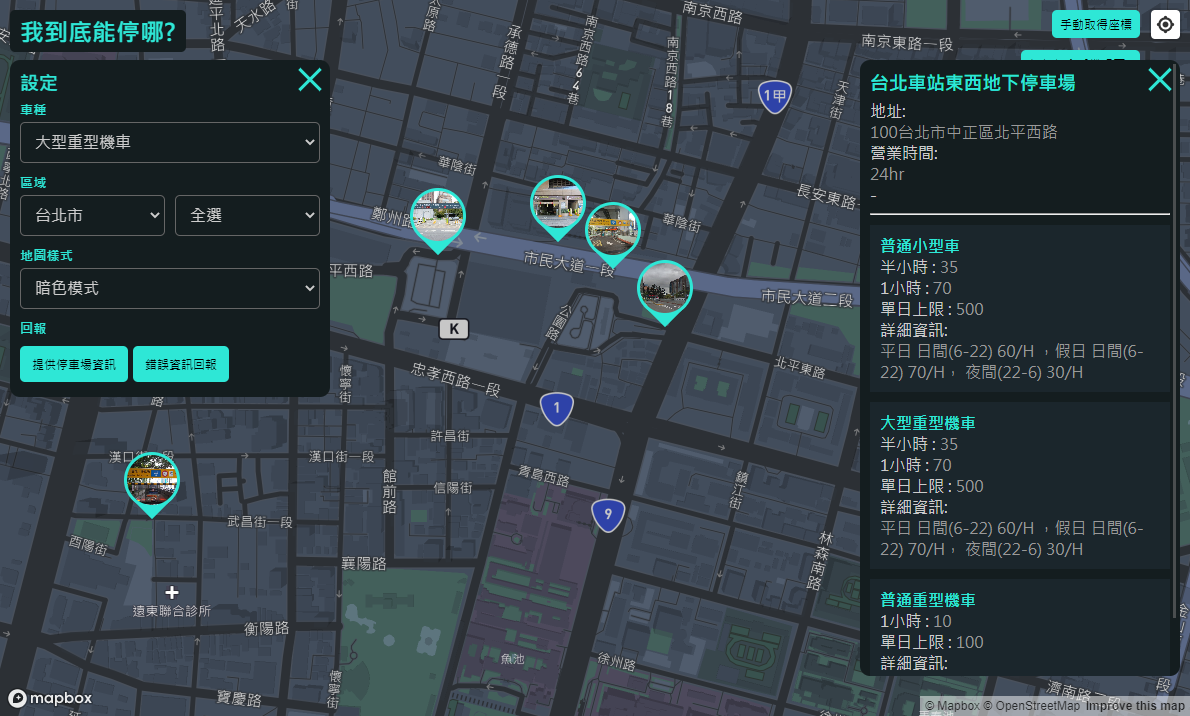 我到底能停哪?
設定
車種
大型重型機車
區域
台北市
全選
地圖樣式
暗色模式
回報
提供停車場資訊
錯誤資訊回報
手動取得座標
台北車站東西地下停車場
地址:
100台北市中正區北平西路
營業時間:
24hr
-
普通小型車
半小時 : 35
1小時 : 70
單日上限 : 500
詳細資訊:
平日 日間(6-22) 60/H ，假日 日間(6-
22) 70/H， 夜間(22-6) 30/H
大型重型機車
半小時 : 35
1小時 : 70
單日上限 : 500
詳細資訊:
平日 日間(6-22) 60/H ，假日 日間(6-
22) 70/H， 夜間(22-6) 30/H
普通重型機車
1小時 : 10
單日上限 : 100
詳細資訊:
天水路
街
太原路
承德路一段
南京西路64巷
南京西路18巷
南京西路
南京東路一段
1甲
天津街
華陰街
長安東路
鄭州路
華陰街
市民大道一段
市民大道二段
平西路
K
公園路
北平東路
忠孝西路一段
懷寧街
1
許昌街
漢口街一段
館前路
信陽街
青島西路
鎮江街
9
武昌街一段
酉陽街
襄陽路
林森南路
遠東聯合診所
衡陽路
魚池
徐州路
懷寧街
寶慶路
濟南路一段
mapbox
© Mapbox © OpenStreetMap Improve this map